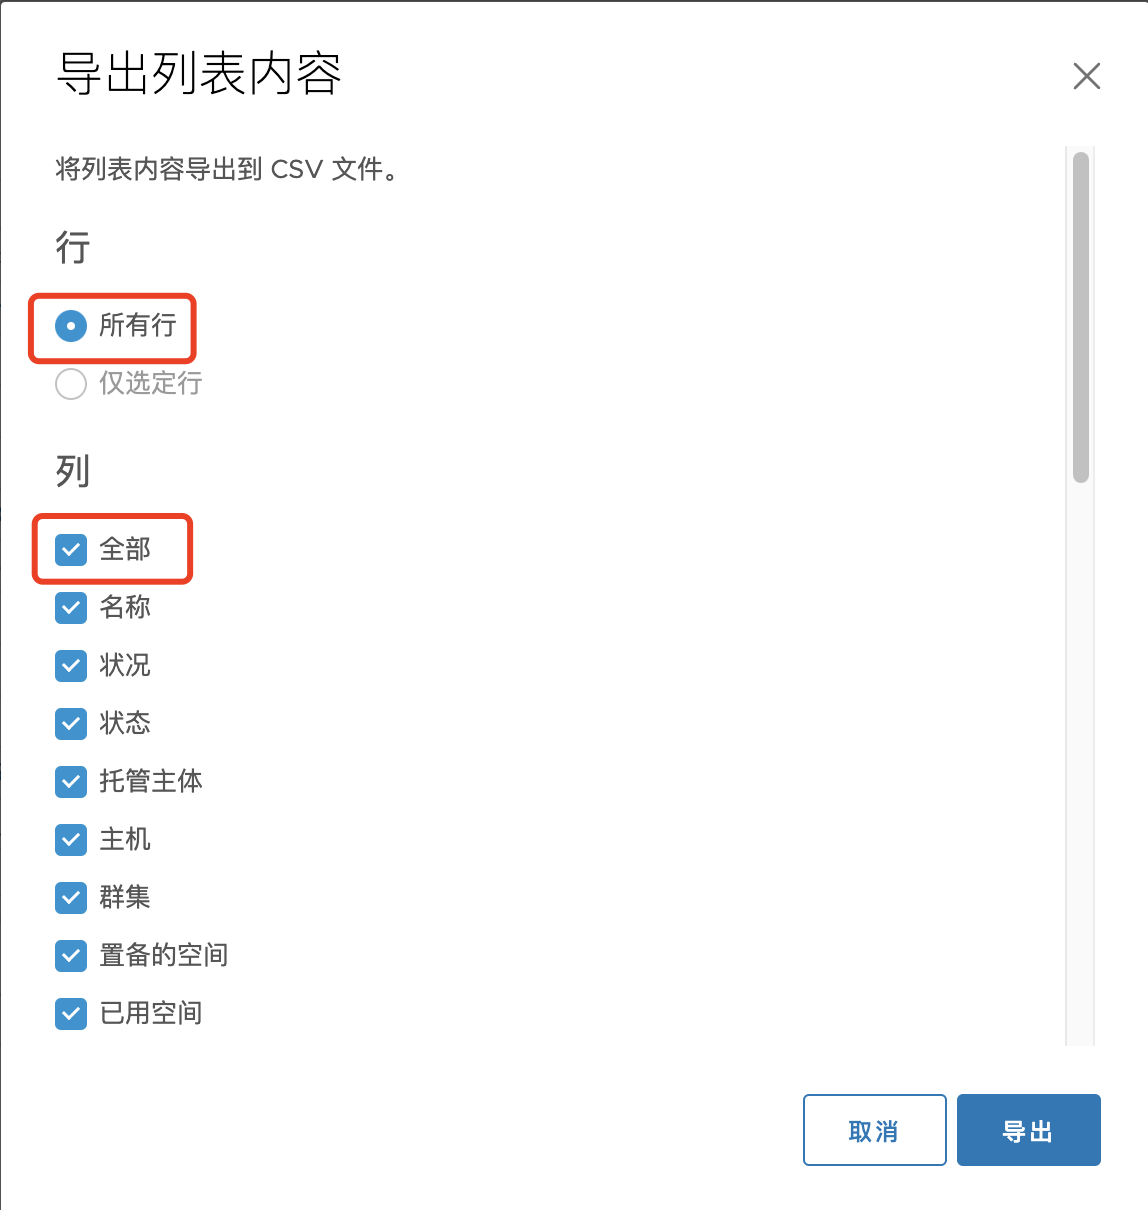 导出列表内容
将列表内容导出到 CSV 文件。
行
所有行
仅选定行
列
全部
名称
状况
状态
托管主体
主机
群集
置备的空间
已用空间
取消
导出